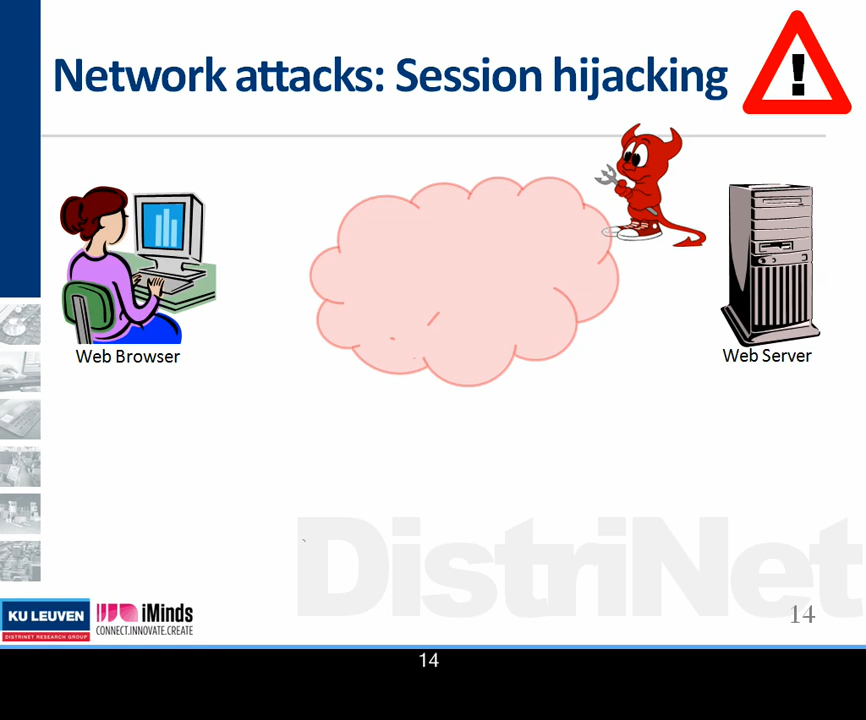 Network attacks: Session hijacking
!
Web Browser
Web Server
DistriNet
KU LEUVEN
DISTRINET RESEARCH GROUP
iMinds
CONNECT.INNOVATE.CREATE
14
14